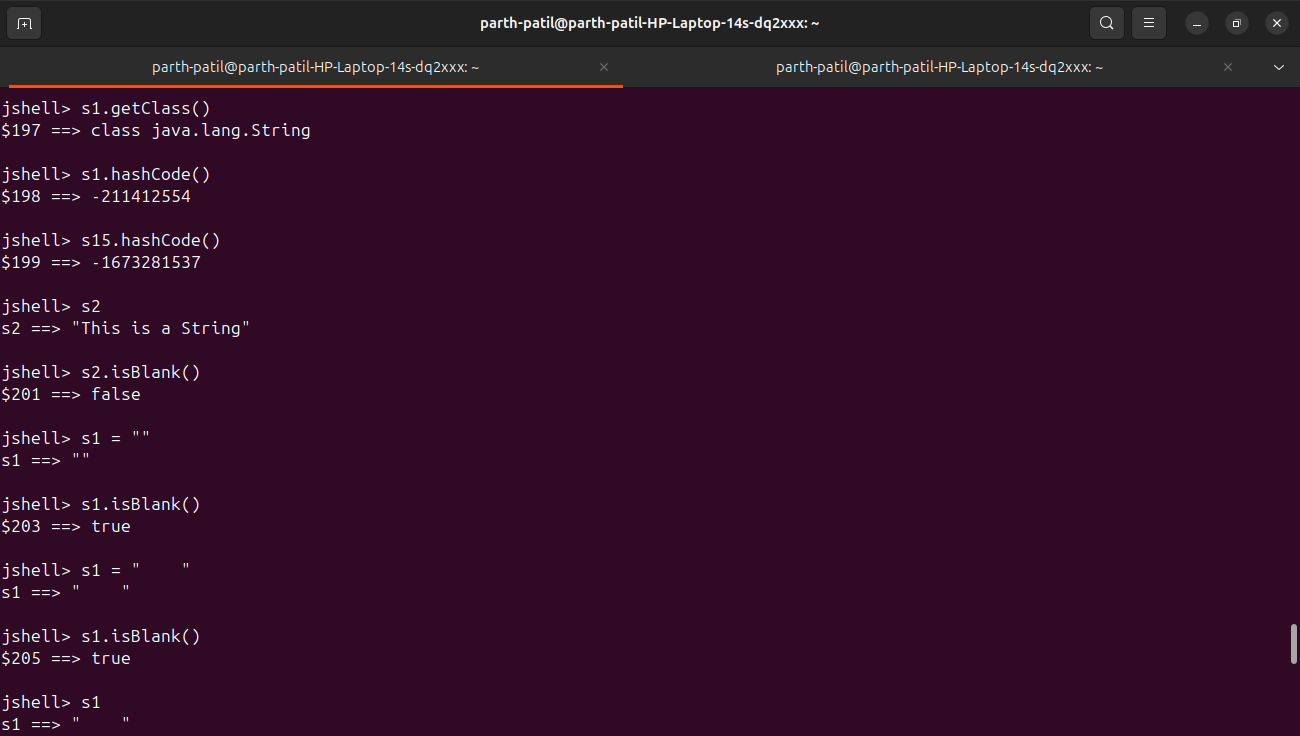 parth-patil@parth-patil-HP-Laptop-14s-dq2xxx: ~
parth-patil@parth-patil-HP-Laptop-14s-dq2xxx: ~
parth-patil@parth-patil-HP-Laptop-14s-dq2xxx: ~
jshell> s1.getClass()
$197 ==> class java.lang.String
jshell> s1.hashCode()
$198 ==> -211412554
jshell> s15.hashCode()
$199 ==> -1673281537
jshell> s2
s2 ==> "This is a String"
jshell> s2.isBlank()
$201 ==> false
jshell> s1 = ""
s1 ==> ""
jshell> s1.isBlank()
$203 ==> true
jshell> s1 = "    "
s1 ==> "    "
jshell> s1.isBlank()
$205 ==> true
jshell> s1
s1 ==> "    "